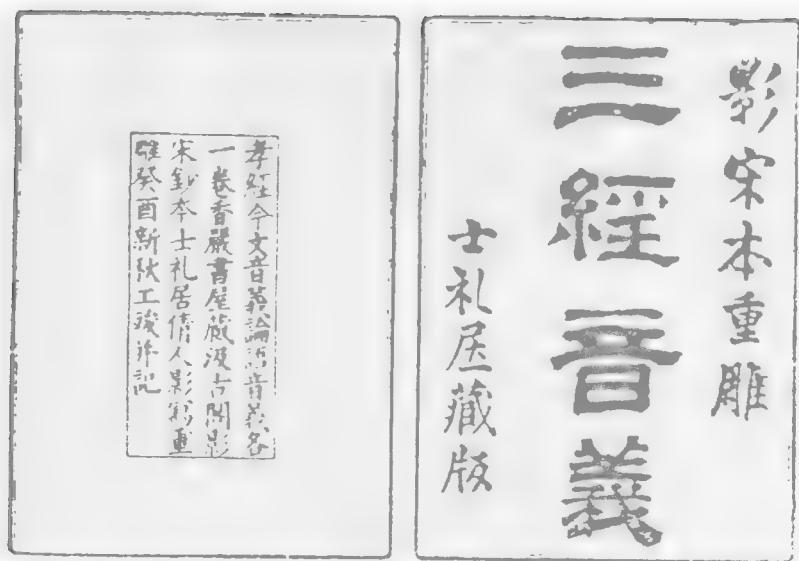 影宋本重雕
三經音義
士礼居藏版
孝經今文音義論語音義各
一卷香嚴書屋藏汲古閣影
宋鈔本士礼居倩人影寫重
雕癸酉新秋工竣并記